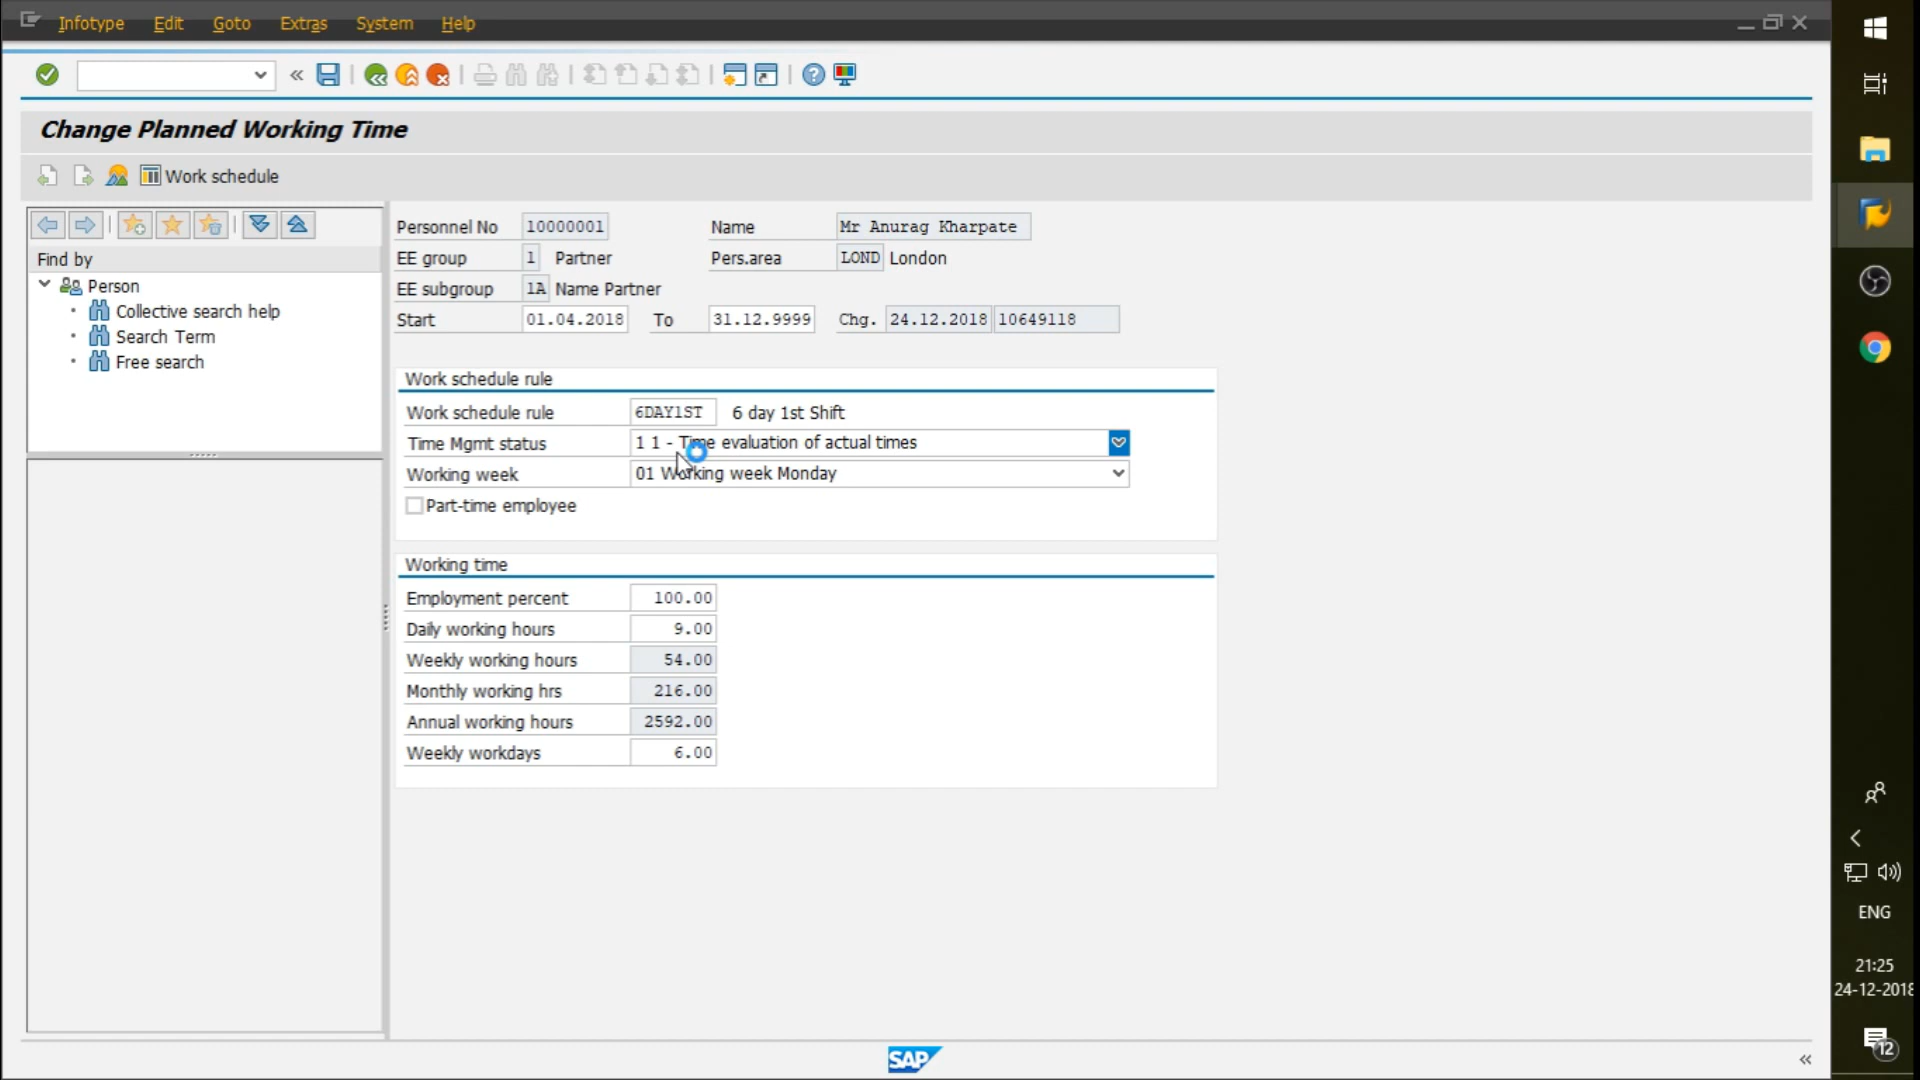 Infotype Edit Goto Extras System Help
Change Planned Working Time
Work schedule
Find by
Person
Collective search help
Search Term
Free search
Personnel No 10000001 Name Mr Anurag Kharpate
EE group 1 Partner Pers.area LOND London
EE subgroup 1A Name Partner
Start 01.04.2018 To 31.12.9999 Chg. 24.12.2018 10649118
Work schedule rule
Work schedule rule 6DAY1ST 6 day 1st Shift
Time Mgmt status 1 1 - Time evaluation of actual times
Working week 01 Working week Monday
Part-time employee
Working time
Employment percent 100.00
Daily working hours 9.00
Weekly working hours 54.00
Monthly working hrs 216.00
Annual working hours 2592.00
Weekly workdays 6.00
SAP
ENG
21:25
24-12-2018
12